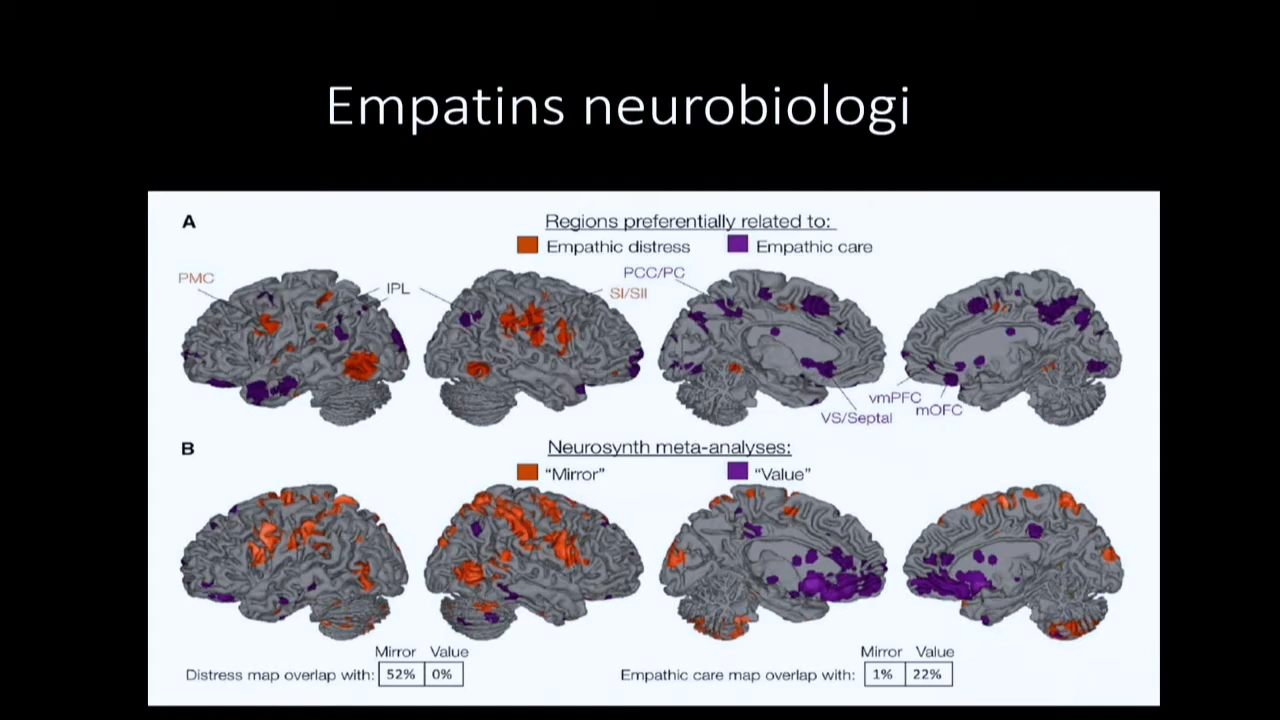 Empatins neurobiologi
A
Regions preferentially related to:
Empathic distress Empathic care
PMC
IPL
PCC/PC
SI/SII
vmPFC
mOFC
VS/Septal
B
Neurosynth meta-analyses:
“Mirror” “Value”
Mirror Value
Distress map overlap with: 52% 0%
Mirror Value
Empathic care map overlap with: 1% 22%